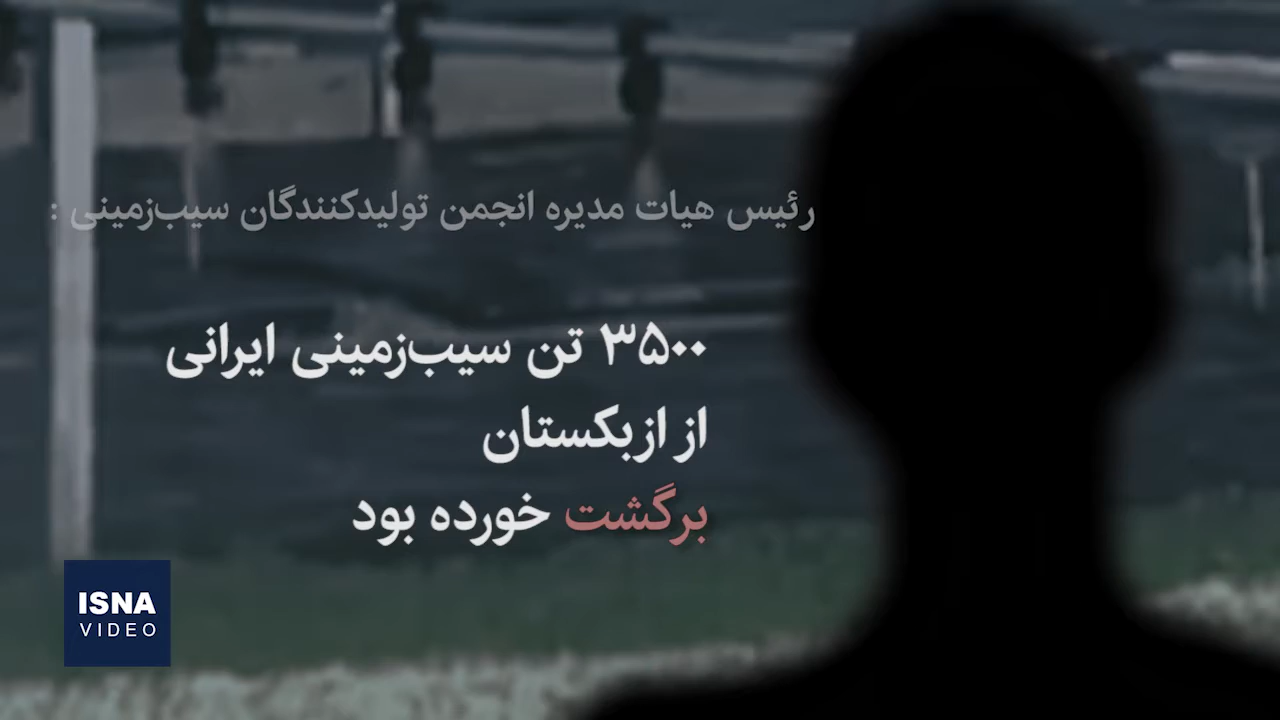 رئیس هیات مدیره انجمن تولیدکنندگان سیب‌زمینی :
۳۵۰۰ تن سیب‌زمینی ایرانی
از ازبکستان
برگشت خورده بود
ISNA
VIDEO